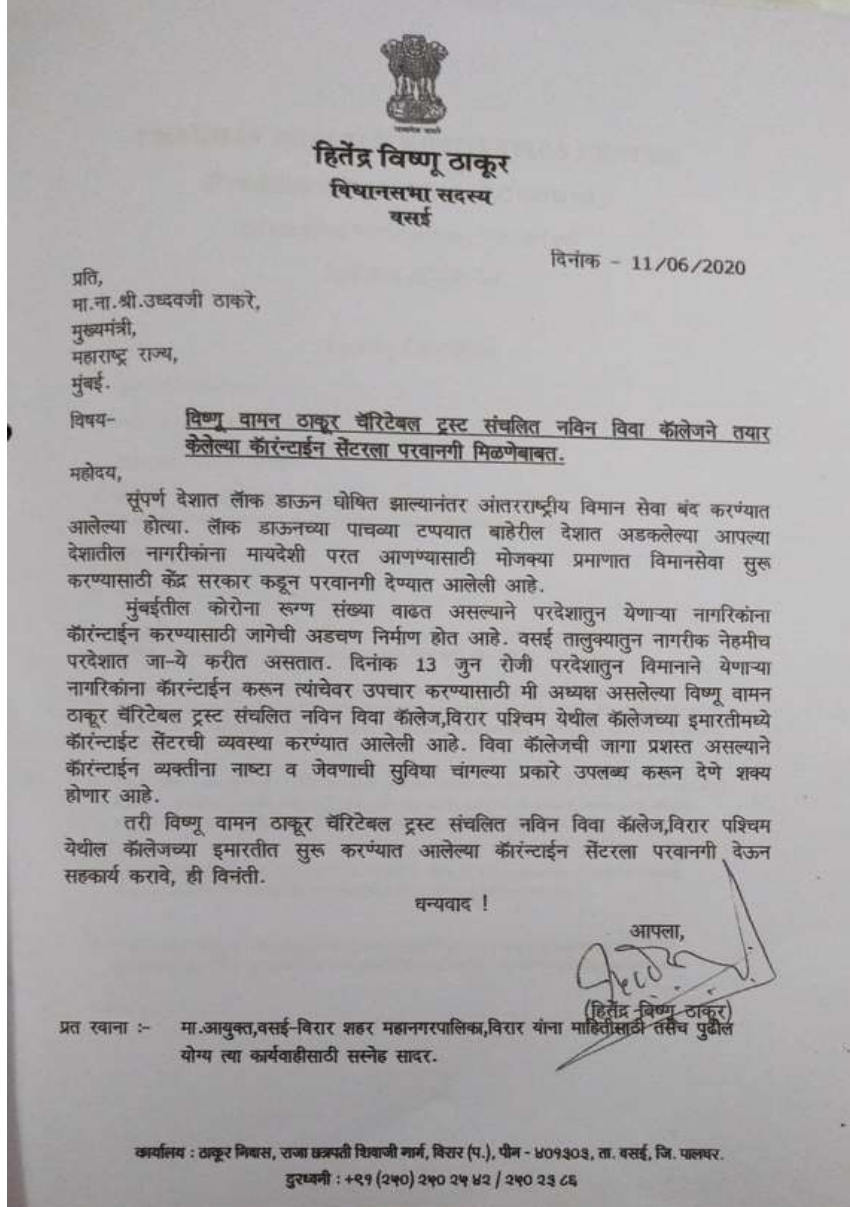 हितेंद्र विष्णू ठाकूर
विधानसभा सदस्य
वसई
दिनांक - 11/06/2020
प्रति,
मा.ना.श्री.उध्दवजी ठाकरे,
मुख्यमंत्री,
महाराष्ट्र राज्य,
मुंबई.
विषय- विष्णू वामन ठाकूर चॅरिटेबल ट्रस्ट संचलित नविन विवा कॅालेजने तयार
केलेल्या कॅारंन्टाईन सेंटरला परवानगी मिळणेबाबत.
महोदय,
सूंपर्ण देशात लॅाक डाऊन घोषित झाल्यानंतर आंतरराष्ट्रीय विमान सेवा बंद करण्यात
आलेल्या होत्या. लॅाक डाऊनच्या पाचव्या टप्पयात बाहेरील देशात अडकलेल्या आपल्या
देशातील नागरीकांना मायदेशी परत आणण्यासाठी मोजक्या प्रमाणात विमानसेवा सुरू
करण्यासाठी केंद्र सरकार कडून परवानगी देण्यात आलेली आहे.
मुंबईतील कोरोना रूग्ण संख्या वाढत असल्याने परदेशातुन येणाऱ्या नागरिकांना
कॅारंन्टाईन करण्यासाठी जागेची अडचण निर्माण होत आहे. वसई तालुक्यातुन नागरीक नेहमीच
परदेशात जा-ये करीत असतात. दिनांक 13 जुन रोजी परदेशातुन विमानाने येणाऱ्या
नागरिकांना कॅारन्टाईन करून त्यांचेवर उपचार करण्यासाठी मी अध्यक्ष असलेल्या विष्णू वामन
ठाकूर चॅरिटेबल ट्रस्ट संचलित नविन विवा कॅालेज,विरार पश्चिम येथील कॅालेजच्या इमारतीमध्ये
कॅारंन्टाईट सेंटरची व्यवस्था करण्यात आलेली आहे. विवा कॅालेजची जागा प्रशस्त असल्याने
कॅारंन्टाईन व्यक्तींना नाष्टा व जेवणाची सुविधा चांगल्या प्रकारे उपलब्ध करून देणे शक्य
होणार आहे.
तरी विष्णू वामन ठाकूर चॅरिटेबल ट्रस्ट संचलित नविन विवा कॅालेज,विरार पश्चिम
येथील कॅालेजच्या इमारतीत सुरू करण्यात आलेल्या कॅारंन्टाईन सेंटरला परवानगी देऊन
सहकार्य करावे, ही विनंती.
धन्यवाद !
आपला,
(हितेंद्र विष्णू ठाकूर)
प्रत रवाना :- मा.आयुक्त,वसई-विरार शहर महानगरपालिका,विरार यांना माहितीसाठी तसेच पुढील
योग्य त्या कार्यवाहीसाठी सस्नेह सादर.
कार्यालय : ठाकूर निवास, राजा छत्रपती शिवाजी मार्ग, विरार (प.), पीन - ४०१३०३, ता. वसई, जि. पालघर.
दुरध्वनी : +९१ (२५०) २५० २५ ४२ / २५० २३ ८६